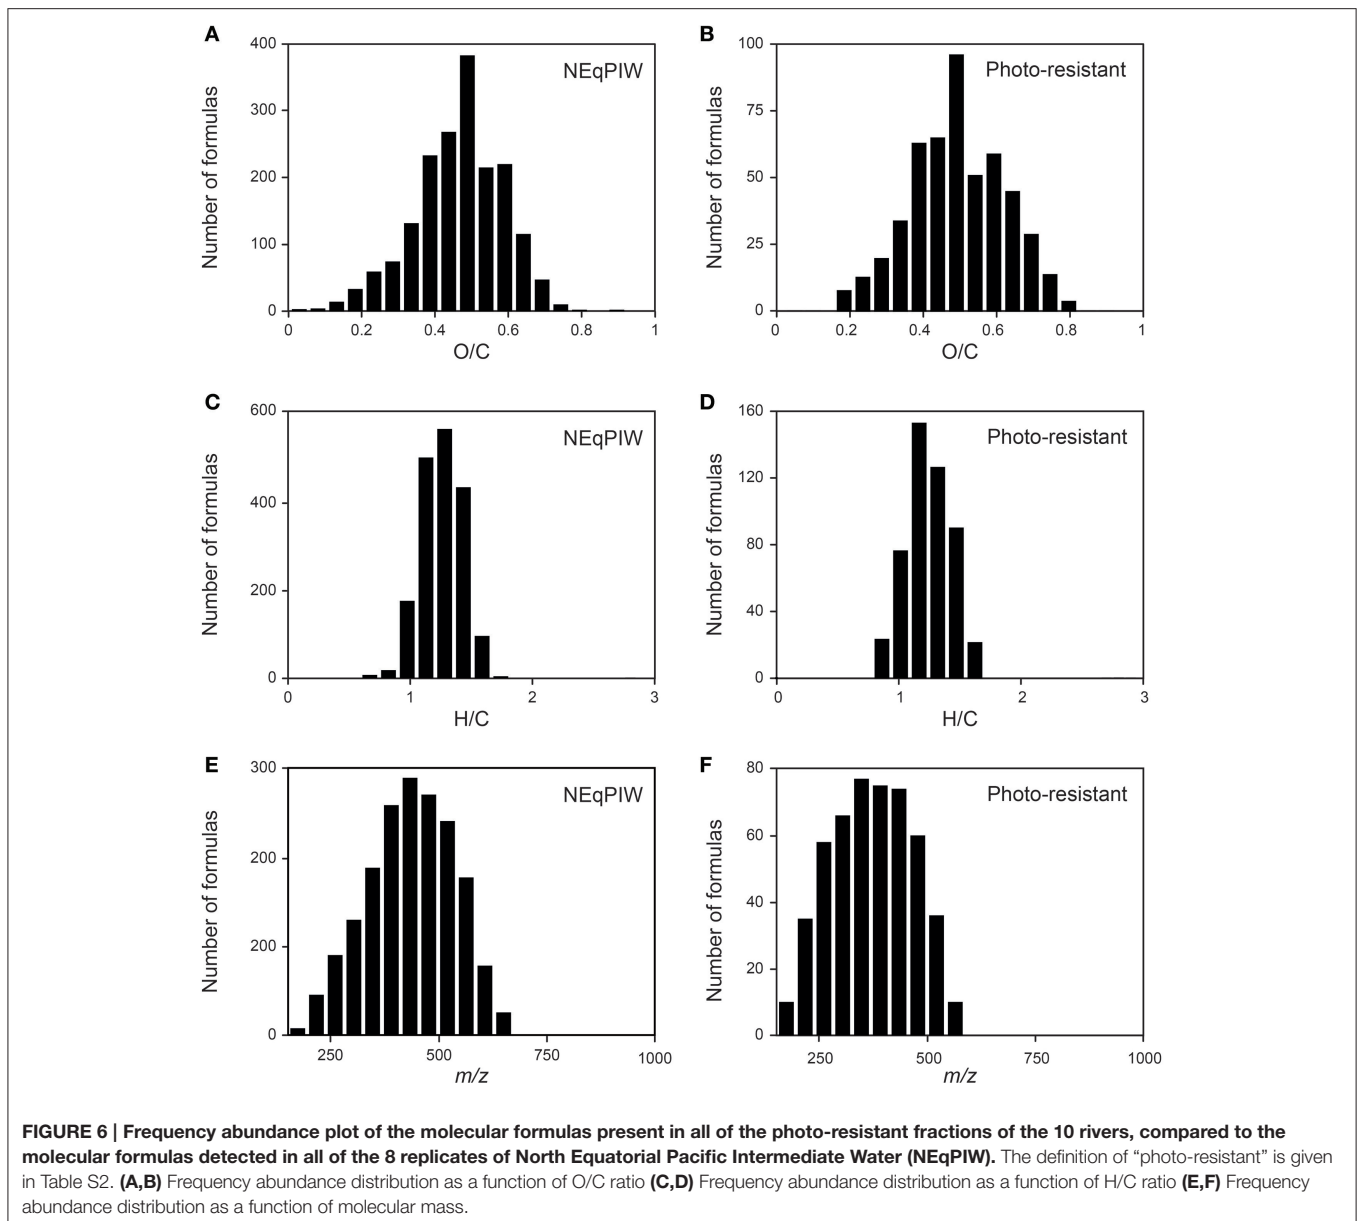 A
400
300
200
100
0
Number of formulas
NEqPIW
0 0.2 0.4 0.6 0.8 1
O/C
B
100
75
50
25
0
Number of formulas
Photo-resistant
0 0.2 0.4 0.6 0.8 1
O/C
C
600
400
200
0
Number of formulas
NEqPIW
0 1 2 3
H/C
D
160
120
80
40
0
Number of formulas
Photo-resistant
0 1 2 3
H/C
E
300
200
200
0
Number of formulas
NEqPIW
250 500 750 1000
m/z
F
80
60
40
20
0
Number of formulas
Photo-resistant
250 500 750 1000
m/z
FIGURE 6 | Frequency abundance plot of the molecular formulas present in all of the photo-resistant fractions of the 10 rivers, compared to the
molecular formulas detected in all of the 8 replicates of North Equatorial Pacific Intermediate Water (NEqPIW). The definition of “photo-resistant” is given
in Table S2. (A,B) Frequency abundance distribution as a function of O/C ratio (C,D) Frequency abundance distribution as a function of H/C ratio (E,F) Frequency
abundance distribution as a function of molecular mass.